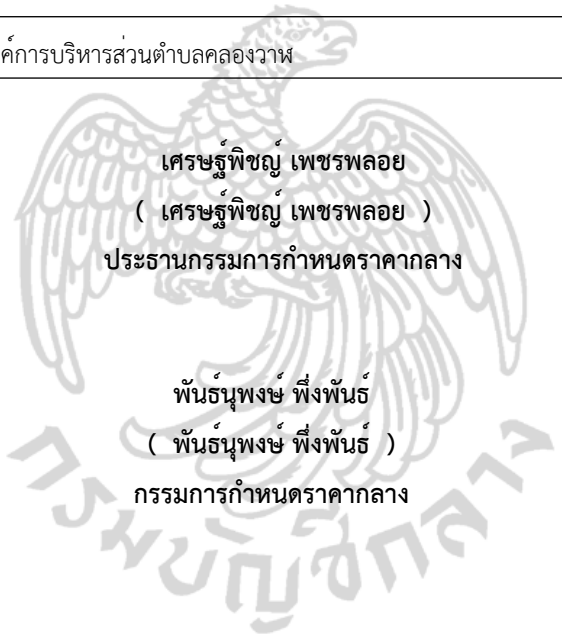 ค์การบริหารส่วนตำบลคลองวาฬ
เศรษฐ์พิชญ์ เพชรพลอย
( เศรษฐ์พิชญ์ เพชรพลอย )
ประธานกรรมการกำหนดราคากลาง
พันธ์นุพงษ์ พึ่งพันธ์
( พันธ์นุพงษ์ พึ่งพันธ์ )
กรรมการกำหนดราคากลาง
กรมบัญชีกลาง